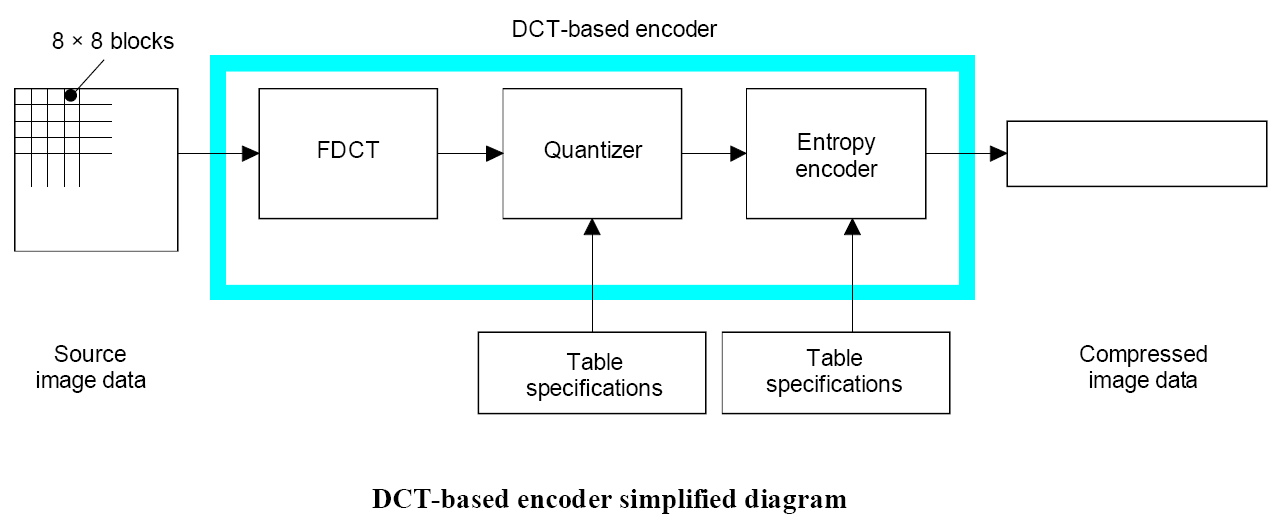 DCT-based encoder
8 × 8 blocks
FDCT
Quantizer
Entropy
encoder
Source
image data
Table
specifications
Table
specifications
Compressed
image data
DCT-based encoder simplified diagram